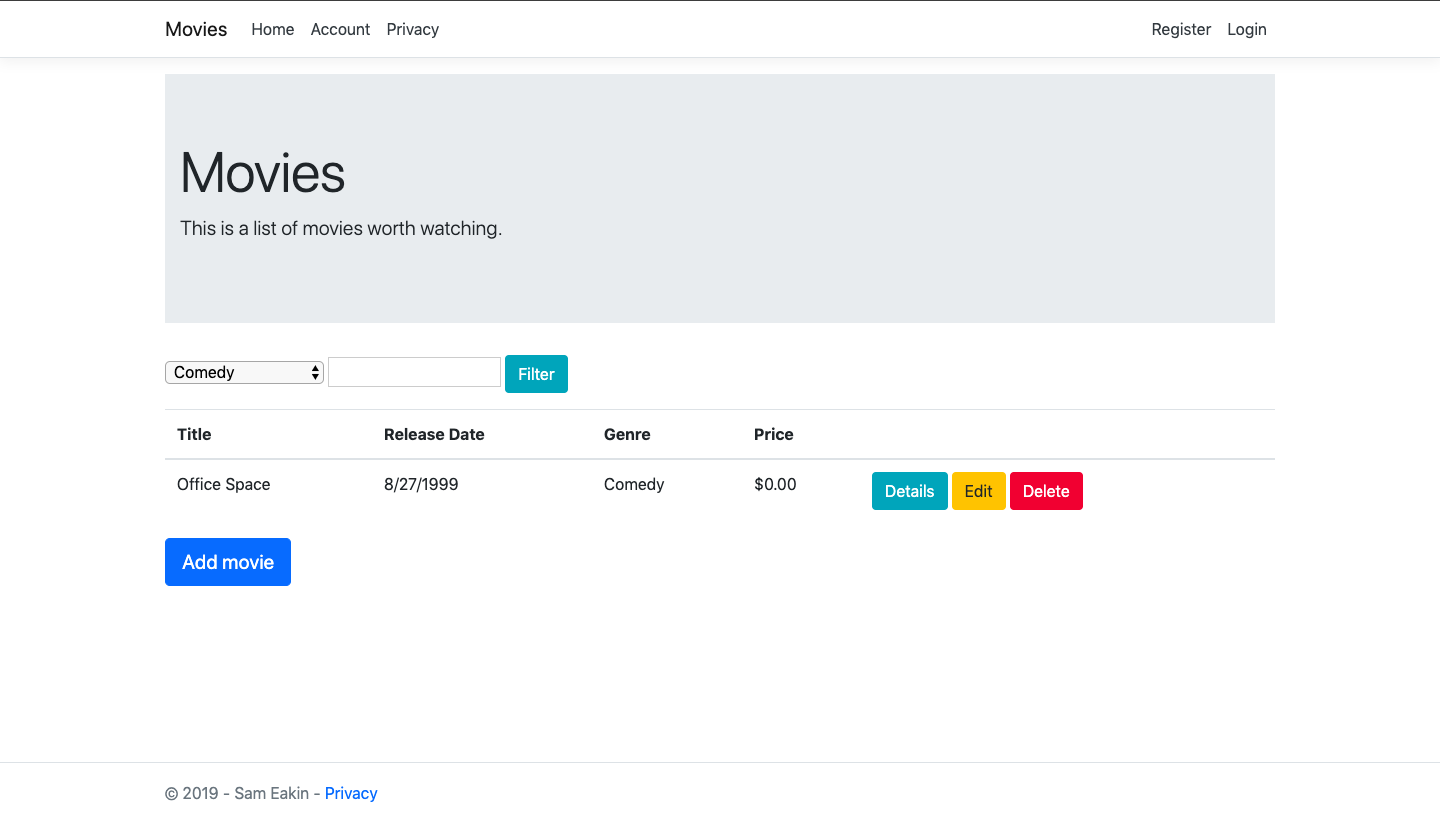 Movies Home Account Privacy Register Login
Movies
This is a list of movies worth watching.
Comedy Filter
Title Release Date Genre Price
Office Space 8/27/1999 Comedy $0.00 Details Edit Delete
Add movie
© 2019 - Sam Eakin - Privacy